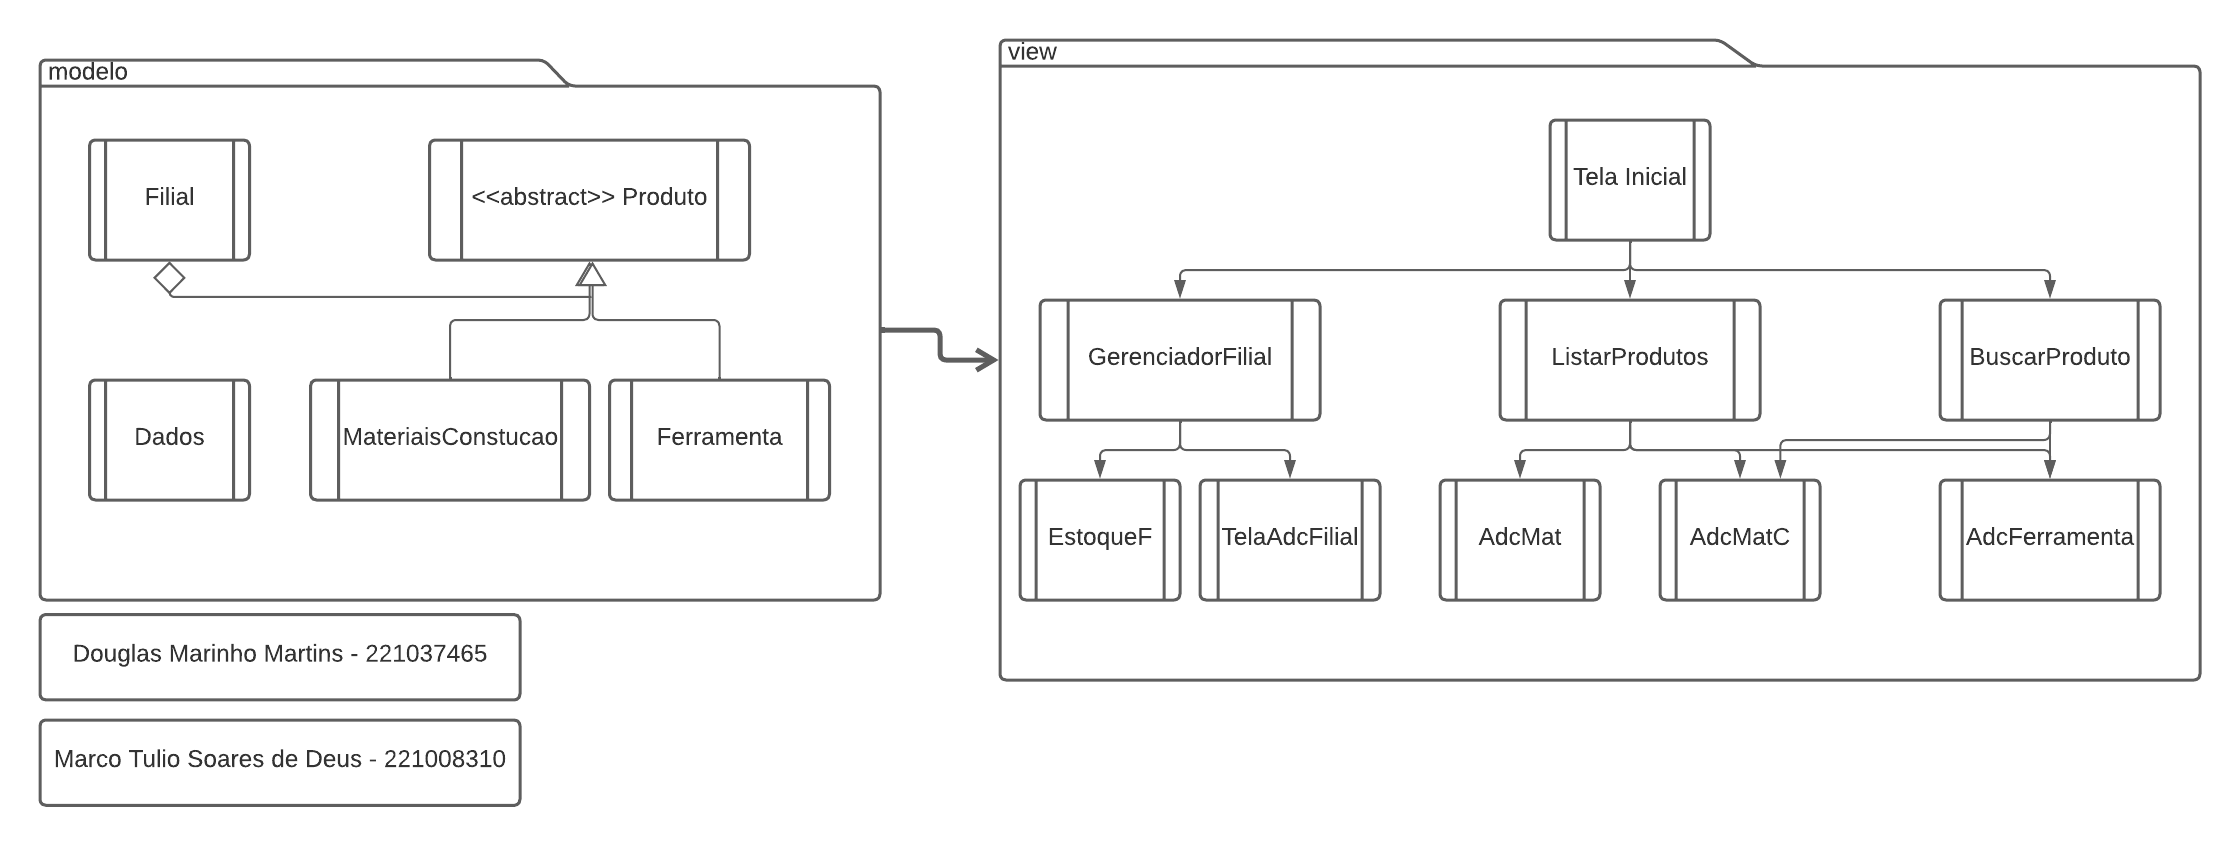 modelo
Filial
<<abstract>> Produto
Dados
MateriaisConstucao
Ferramenta
Douglas Marinho Martins - 221037465
Marco Tulio Soares de Deus - 221008310
view
Tela Inicial
GerenciadorFilial
ListarProdutos
BuscarProduto
EstoqueF
TelaAdcFilial
AdcMat
AdcMatC
AdcFerramenta